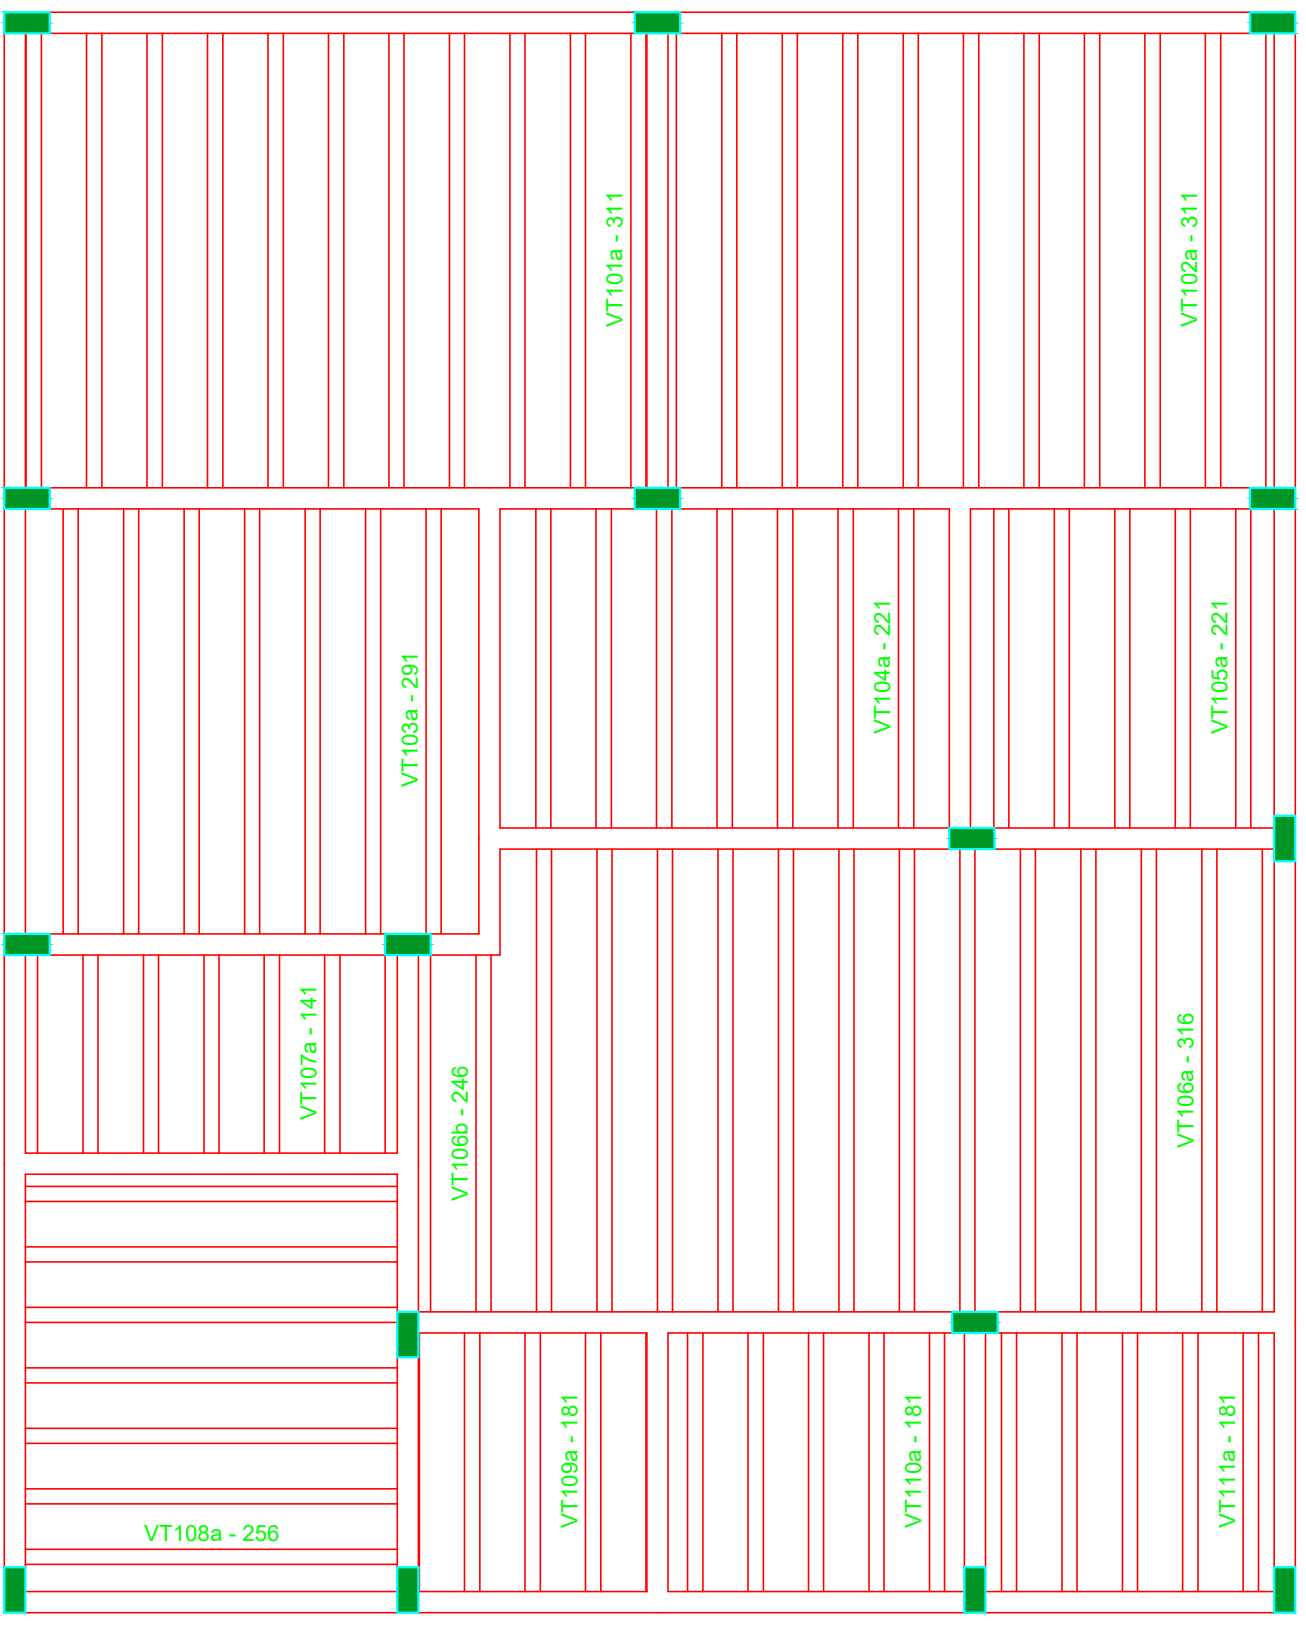 VT101a - 311
VT102a - 311
VT103a - 291
VT104a - 221
VT105a - 221
VT107a - 141
VT106b - 246
VT106a - 316
VT108a - 256
VT109a - 181
VT110a - 181
VT111a - 181